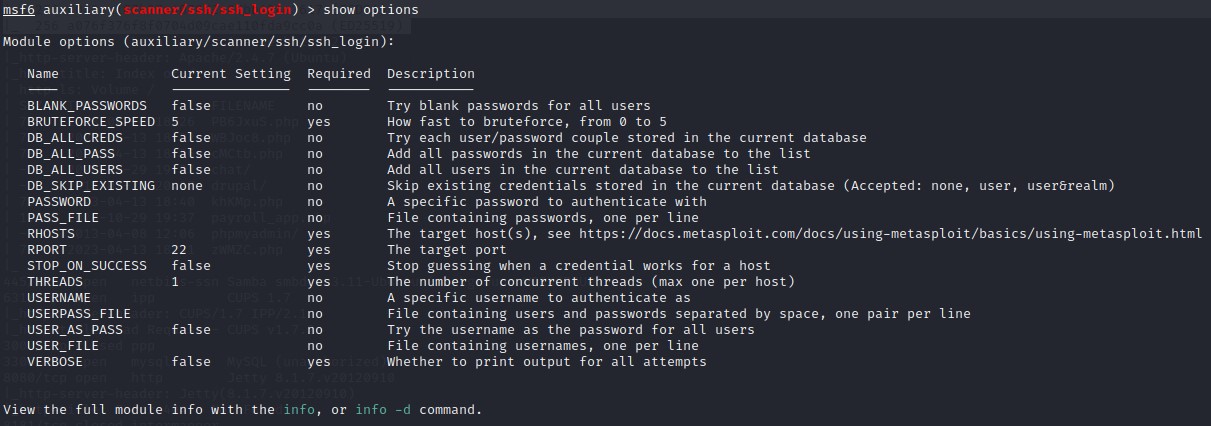 msf6 auxiliary(scanner/ssh/ssh_login) > show options
Module options (auxiliary/scanner/ssh/ssh_login):
Name Current Setting Required Description
BLANK_PASSWORDS false no Try blank passwords for all users
BRUTEFORCE_SPEED 5 yes How fast to bruteforce, from 0 to 5
DB_ALL_CREDS false no Try each user/password couple stored in the current database
DB_ALL_PASS false no Add all passwords in the current database to the list
DB_ALL_USERS false no Add all users in the current database to the list
DB_SKIP_EXISTING none no Skip existing credentials stored in the current database (Accepted: none, user, user&realm)
PASSWORD no A specific password to authenticate with
PASS_FILE no File containing passwords, one per line
RHOSTS yes The target host(s), see https://docs.metasploit.com/docs/using-metasploit/basics/using-metasploit.html
RPORT 22 yes The target port
STOP_ON_SUCCESS false yes Stop guessing when a credential works for a host
THREADS 1 yes The number of concurrent threads (max one per host)
USERNAME no A specific username to authenticate as
USERPASS_FILE no File containing users and passwords separated by space, one pair per line
USER_AS_PASS false no Try the username as the password for all users
USER_FILE no File containing usernames, one per line
VERBOSE false yes Whether to print output for all attempts
View the full module info with the info, or info -d command.